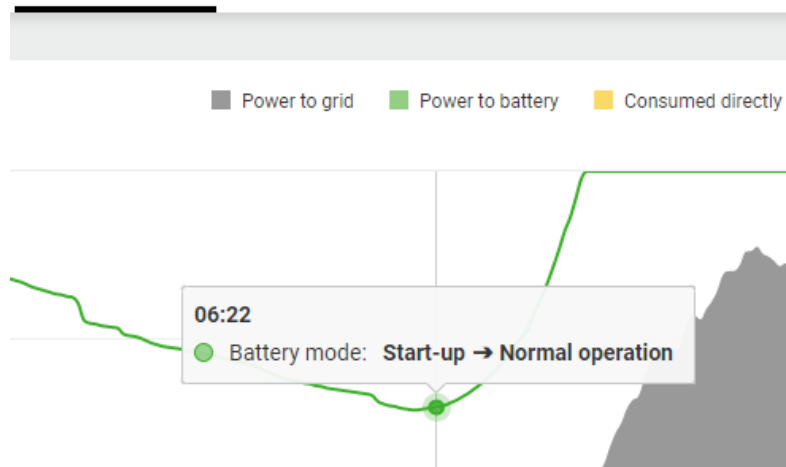 Power to grid Power to battery Consumed directly
06:22
Battery mode: Start-up ➔ Normal operation